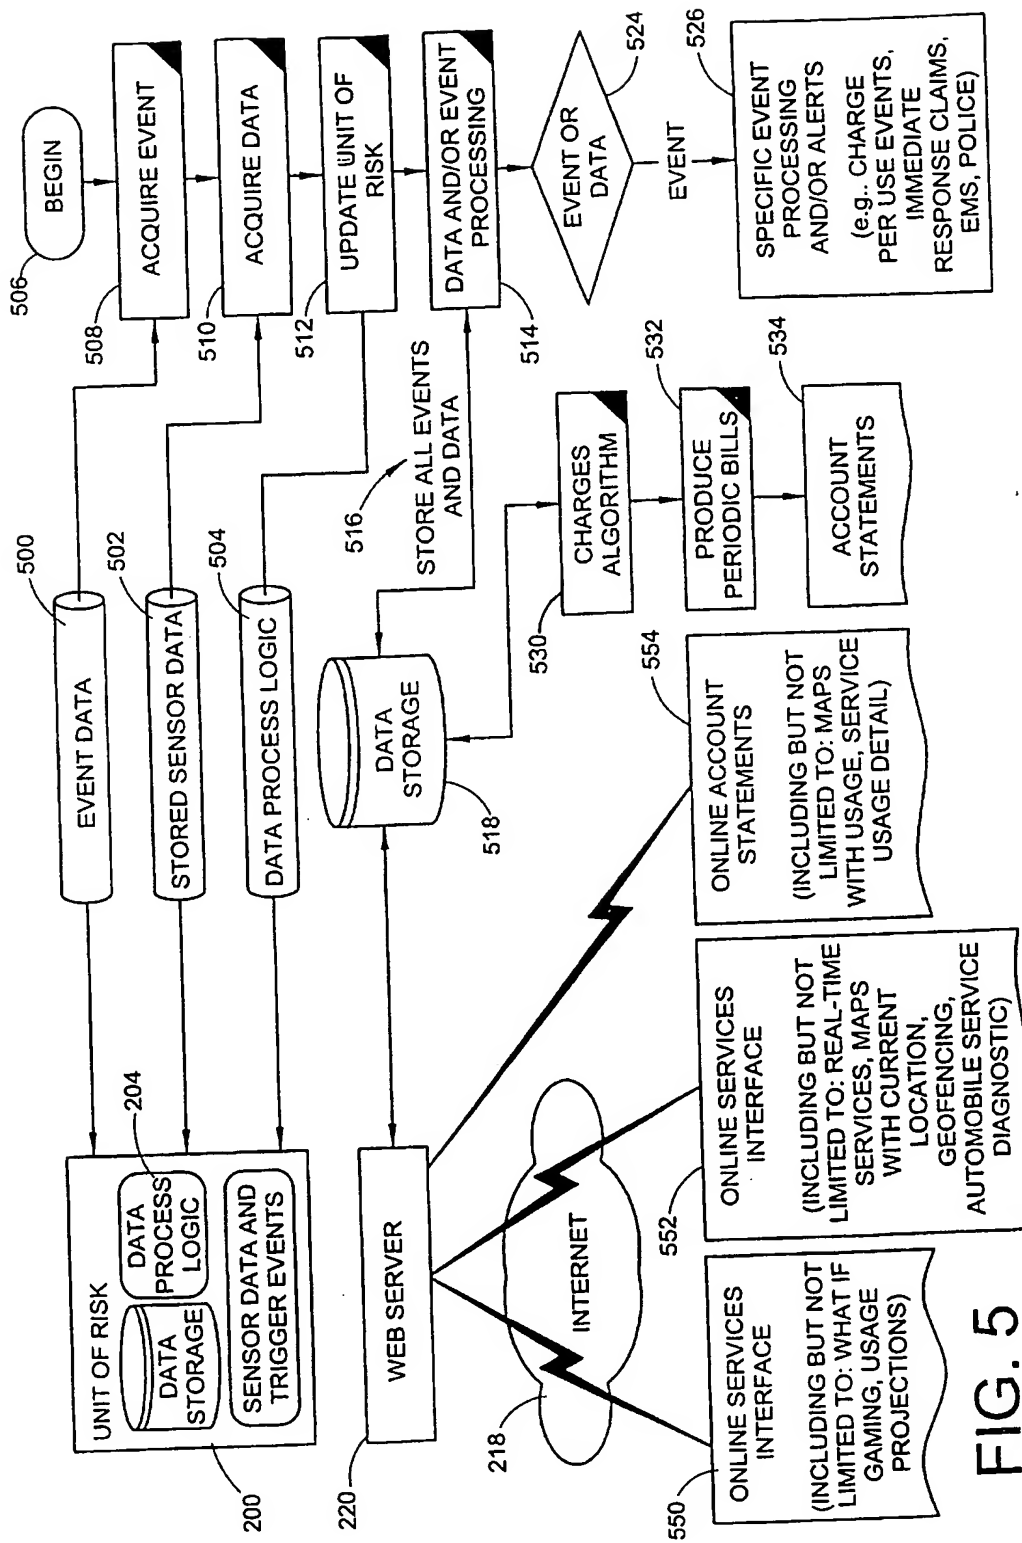 506
BEGIN
508
ACQUIRE EVENT
510
ACQUIRE DATA
512
UPDATE UNIT OF
RISK
DATA AND/OR EVENT
PROCESSING
514
524
EVENT OR
DATA
EVENT
526
SPECIFIC EVENT
PROCESSING
AND/OR ALERTS
(e.g.. CHARGE
PER USE EVENTS,
IMMEDIATE
RESPONSE CLAIMS,
EMS, POLICE)
500
EVENT DATA
502
STORED SENSOR DATA
504
DATA PROCESS LOGIC
516
STORE ALL EVENTS
AND DATA
DATA
STORAGE
518
530
CHARGES
ALGORITHM
532
PRODUCE
PERIODIC BILLS
534
ACCOUNT
STATEMENTS
UNIT OF RISK
204
DATA
PROCESS
LOGIC
DATA
STORAGE
SENSOR DATA AND
TRIGGER EVENTS
200
220
WEB SERVER
218
INTERNET
550
ONLINE SERVICES
INTERFACE
(INCLUDING BUT NOT
LIMITED TO: WHAT IF
GAMING, USAGE
PROJECTIONS)
552
ONLINE SERVICES
INTERFACE
(INCLUDING BUT NOT
LIMITED TO: REAL-TIME
SERVICES, MAPS
WITH CURRENT
LOCATION,
GEOFENCING,
AUTOMOBILE SERVICE
DIAGNOSTIC)
554
ONLINE ACCOUNT
STATEMENTS
(INCLUDING BUT NOT
LIMITED TO: MAPS
WITH USAGE, SERVICE
USAGE DETAIL)
FIG. 5